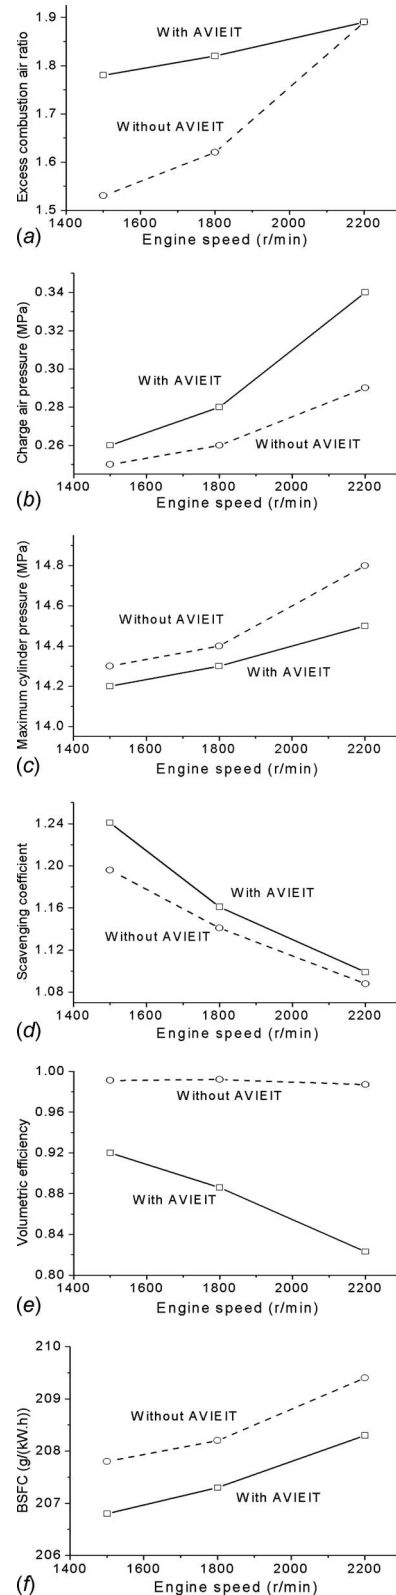 Excess combustion air ratio
1.9
1.8
1.7
1.6
1.5
With AVIEIT
Without AVIEIT
1400 1600 1800 2000 2200
Engine speed (r/min)
(a)
Charge air pressure (MPa)
0.34
0.32
0.30
0.28
0.26
With AVIEIT
Without AVIEIT
1400 1600 1800 2000 2200
Engine speed (r/min)
(b)
Maximum cylinder pressure (MPa)
14.8
14.6
14.4
14.2
14.0
Without AVIEIT
With AVIEIT
1400 1600 1800 2000 2200
Engine speed (r/min)
(c)
Scavenging coefficient
1.24
1.20
1.16
1.12
1.08
With AVIEIT
Without AVIEIT
1400 1600 1800 2000 2200
Engine speed (r/min)
(d)
Volumetric efficiency
1.00
0.96
0.92
0.88
0.84
0.80
Without AVIEIT
With AVIEIT
1400 1600 1800 2000 2200
Engine speed (r/min)
(e)
BSFC (g/(kW.h))
210
209
208
207
206
Without AVIEIT
With AVIEIT
1400 1600 1800 2000 2200
Engine speed (r/min)
(f)